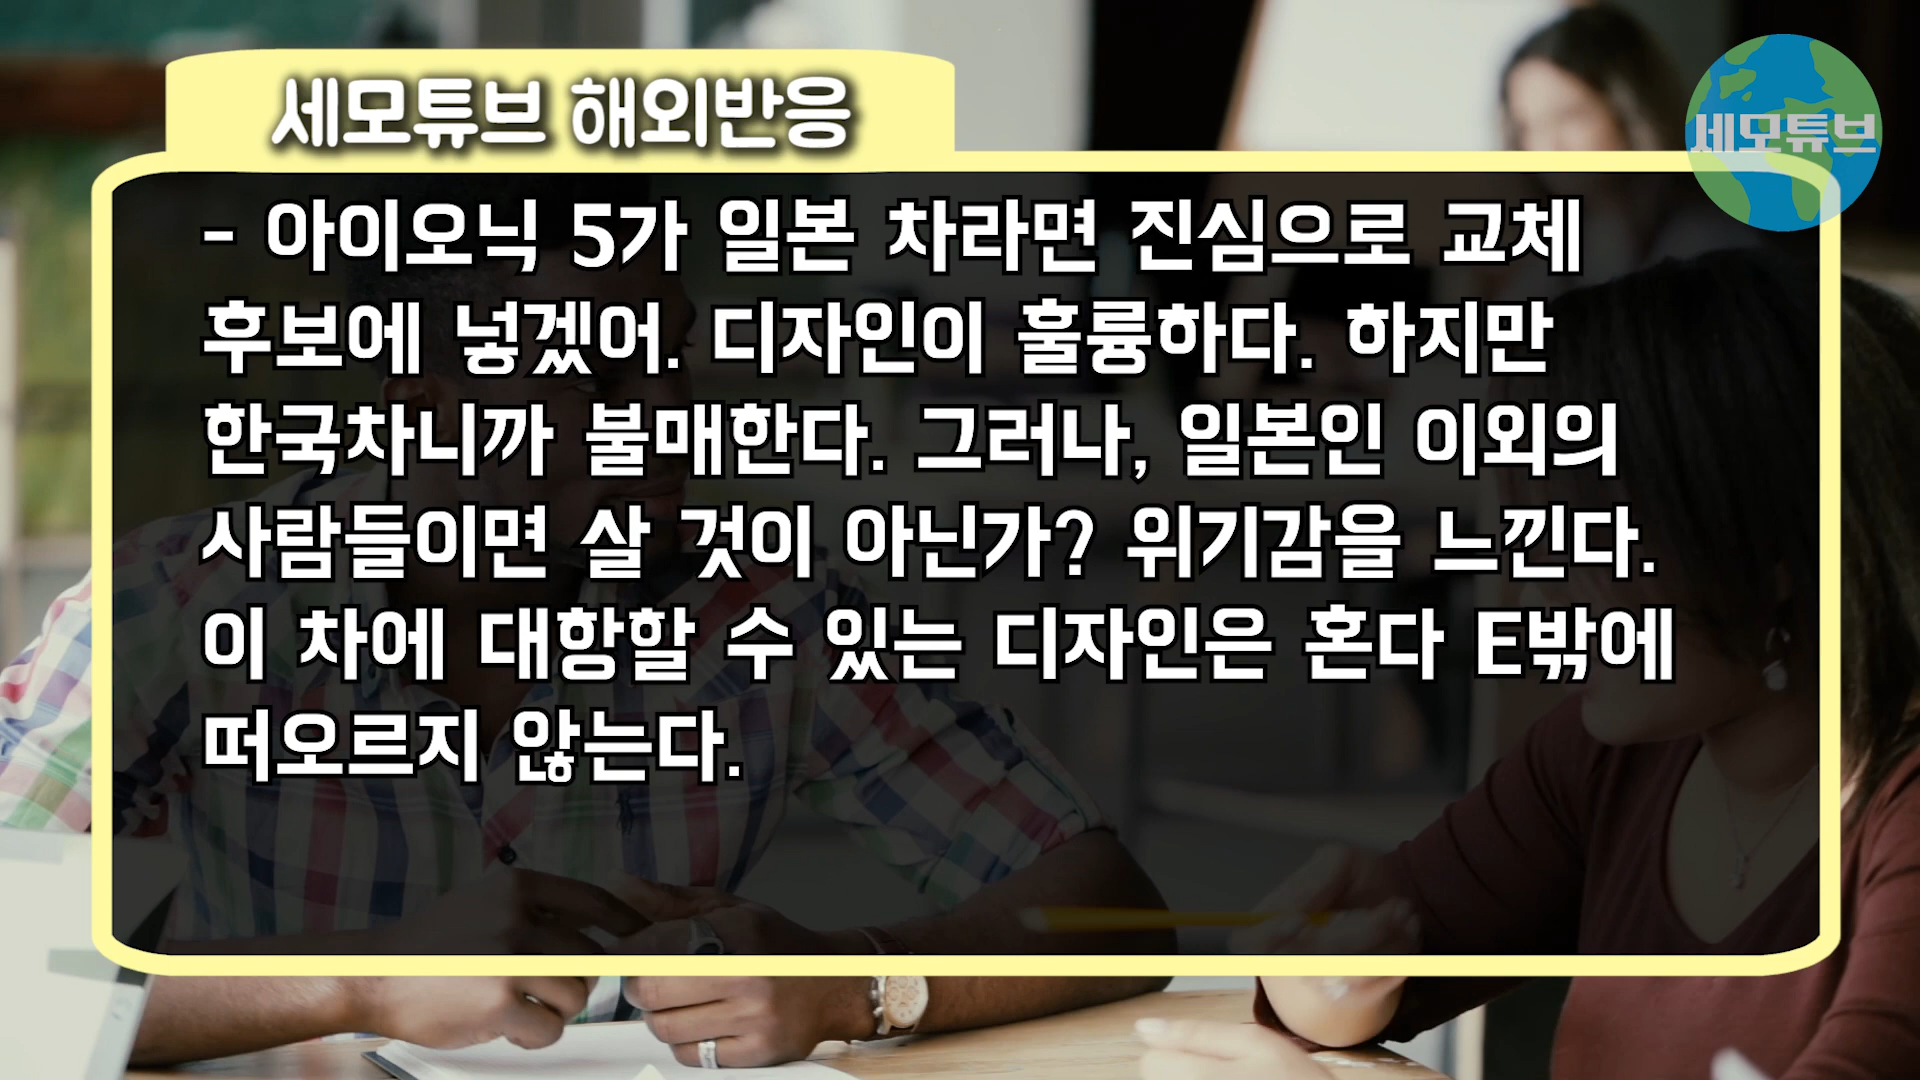 세모튜브 해외반응
세모튜브
- 아이오닉 5가 일본 차라면 진심으로 교체
후보에 넣겠어. 디자인이 훌륭하다. 하지만
한국차니까 불매한다. 그러나, 일본인 이외의
사람들이면 살 것이 아닌가? 위기감을 느낀다.
이 차에 대항할 수 있는 디자인은 혼다 E밖에
떠오르지 않는다.